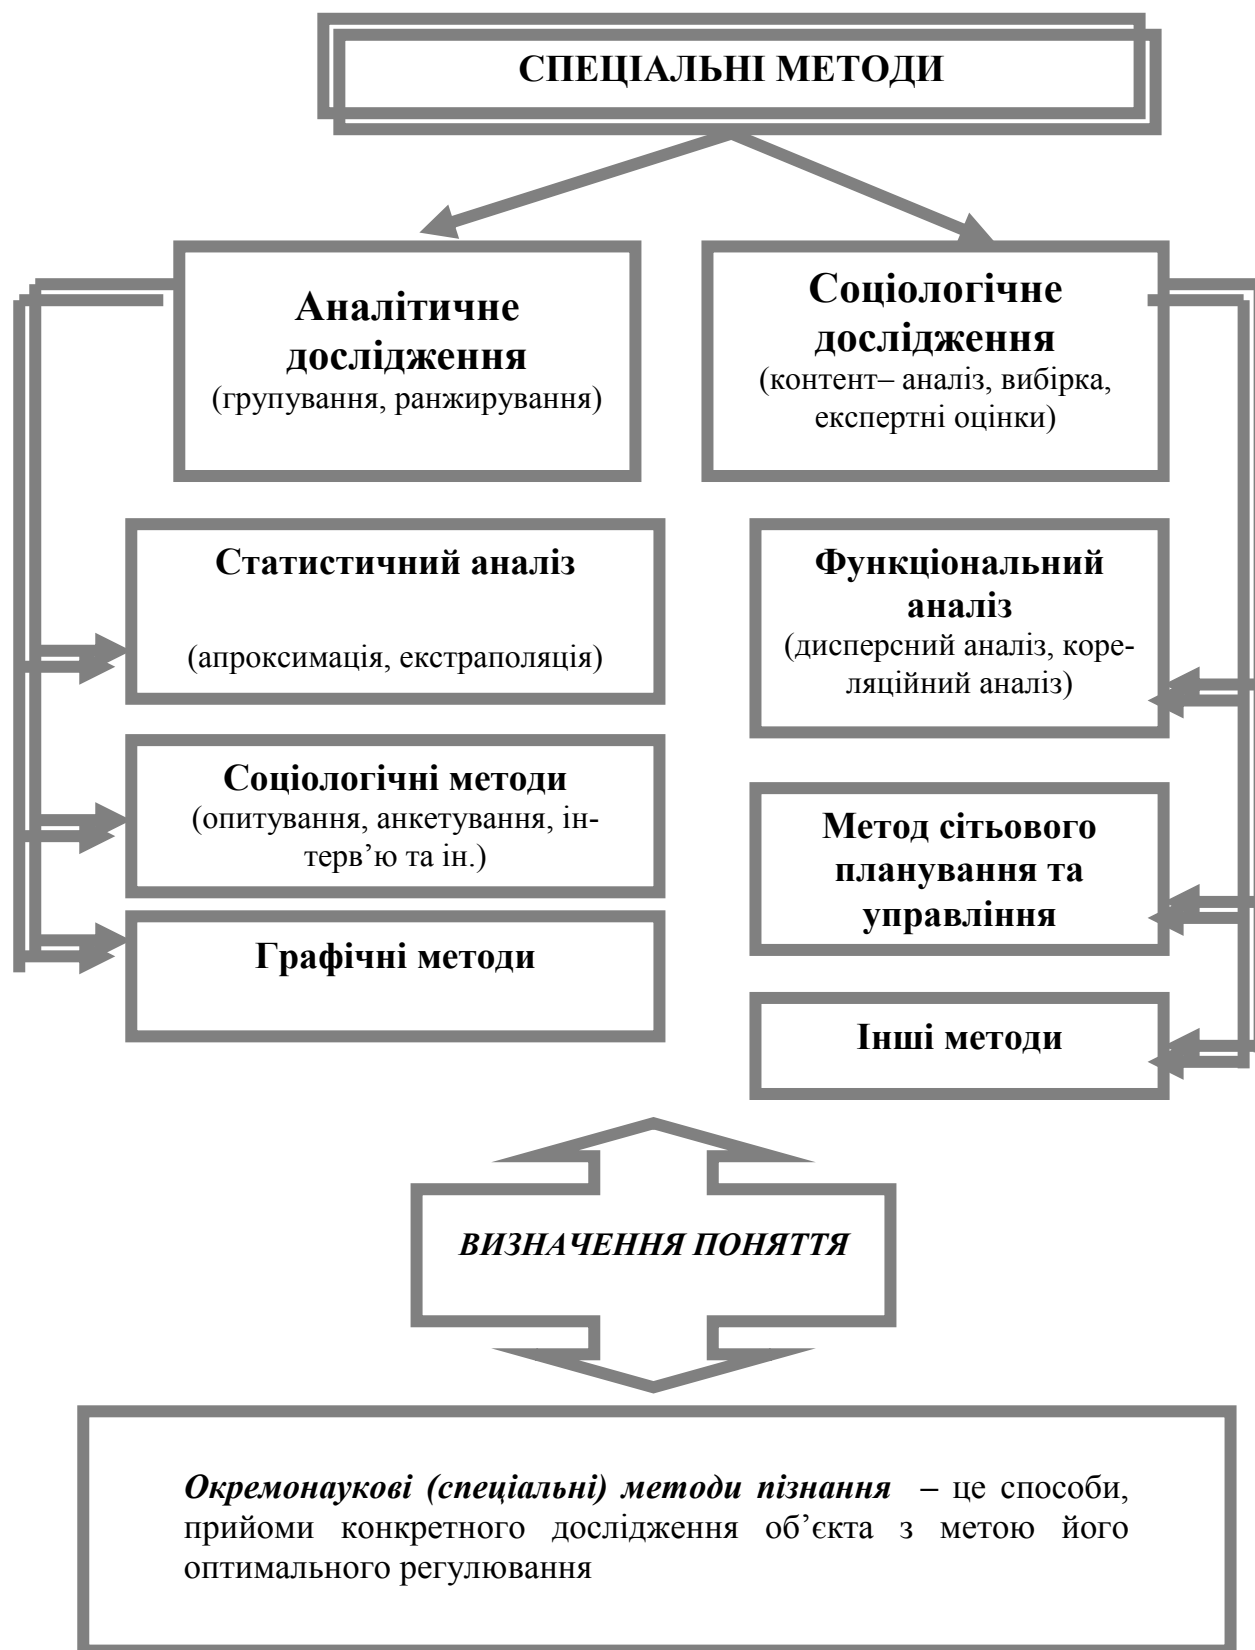 СПЕЦІАЛЬНІ МЕТОДИ
Аналітичне
дослідження
(групування, ранжирування)
Соціологічне
дослідження
(контент– аналіз, вибірка,
експертні оцінки)
Статистичний аналіз
(апроксимація, екстраполяція)
Функціональний
аналіз
(дисперсний аналіз, коре-
ляційний аналіз)
Соціологічні методи
(опитування, анкетування, ін-
терв’ю та ін.)
Метод сітьового
планування та
управління
Графічні методи
Інші методи
ВИЗНАЧЕННЯ ПОНЯТТЯ
Окремонаукові (спеціальні) методи пізнання – це способи,
прийоми конкретного дослідження об’єкта з метою його
оптимального регулювання